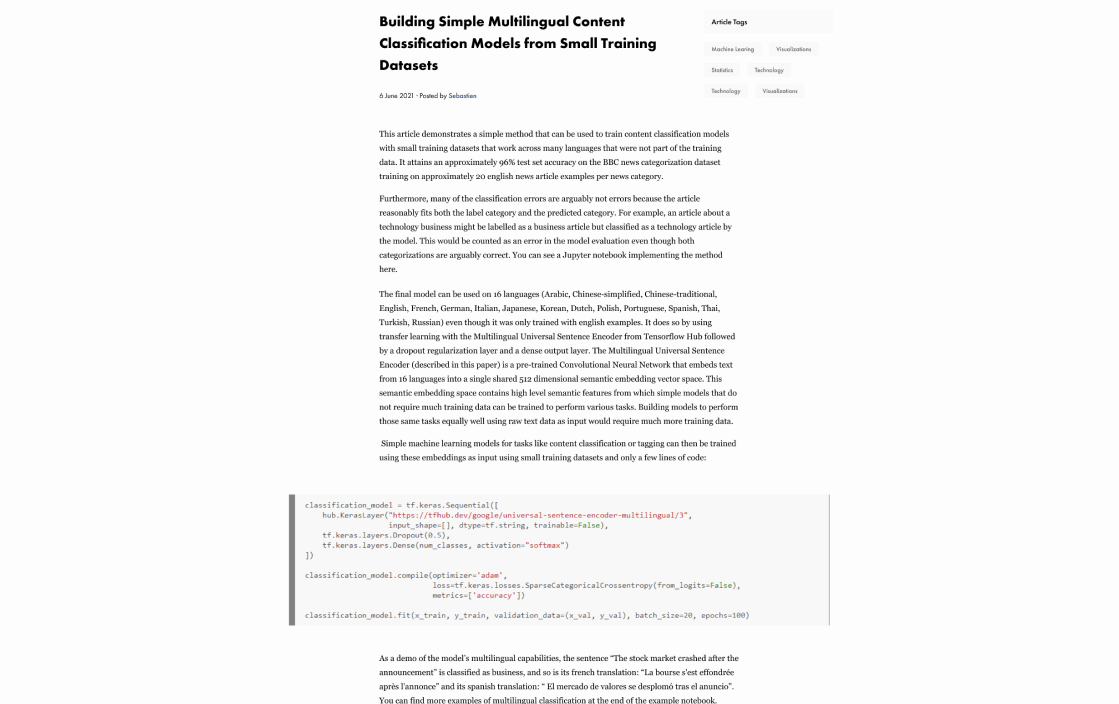 Building Simple Multilingual Content
Classification Models from Small Training
Datasets
6 June 2021 · Posted by Sebastien
Article Tags
Machine Learing Visualizations
Statistics Technology
Technology Visualizations
This article demonstrates a simple method that can be used to train content classification models
with small training datasets that work across many languages that were not part of the training
data. It attains an approximately 96% test set accuracy on the BBC news categorization dataset
training on approximately 20 english news article examples per news category.
Furthermore, many of the classification errors are arguably not errors because the article
reasonably fits both the label category and the predicted category. For example, an article about a
technology business might be labelled as a business article but classified as a technology article by
the model. This would be counted as an error in the model evaluation even though both
categorizations are arguably correct. You can see a Jupyter notebook implementing the method
here.
The final model can be used on 16 languages (Arabic, Chinese-simplified, Chinese-traditional,
English, French, German, Italian, Japanese, Korean, Dutch, Polish, Portuguese, Spanish, Thai,
Turkish, Russian) even though it was only trained with english examples. It does so by using
transfer learning with the Multilingual Universal Sentence Encoder from Tensorflow Hub followed
by a dropout regularization layer and a dense output layer. The Multilingual Universal Sentence
Encoder (described in this paper) is a pre-trained Convolutional Neural Network that embeds text
from 16 languages into a single shared 512 dimensional semantic embedding vector space. This
semantic embedding space contains high level semantic features from which simple models that do
not require much training data can be trained to perform various tasks. Building models to perform
those same tasks equally well using raw text data as input would require much more training data.
Simple machine learning models for tasks like content classification or tagging can then be trained
using these embeddings as input using small training datasets and only a few lines of code:
classification_model = tf.keras.Sequential([
    hub.KerasLayer("https://tfhub.dev/google/universal-sentence-encoder-multilingual/3",
                   input_shape=[], dtype=tf.string, trainable=False),
    tf.keras.layers.Dropout(0.5),
    tf.keras.layers.Dense(num_classes, activation="softmax")
])
classification_model.compile(optimizer='adam',
                             loss=tf.keras.losses.SparseCategoricalCrossentropy(from_logits=False),
                             metrics=['accuracy'])
classification_model.fit(x_train, y_train, validation_data=(x_val, y_val), batch_size=20, epochs=100)
As a demo of the model's multilingual capabilities, the sentence “The stock market crashed after the
announcement” is classified as business, and so is its french translation: “La bourse s'est effondrée
après l'annonce” and its spanish translation: “ El mercado de valores se desplomó tras el anuncio”.
You can find more examples of multilingual classification at the end of the example notebook.